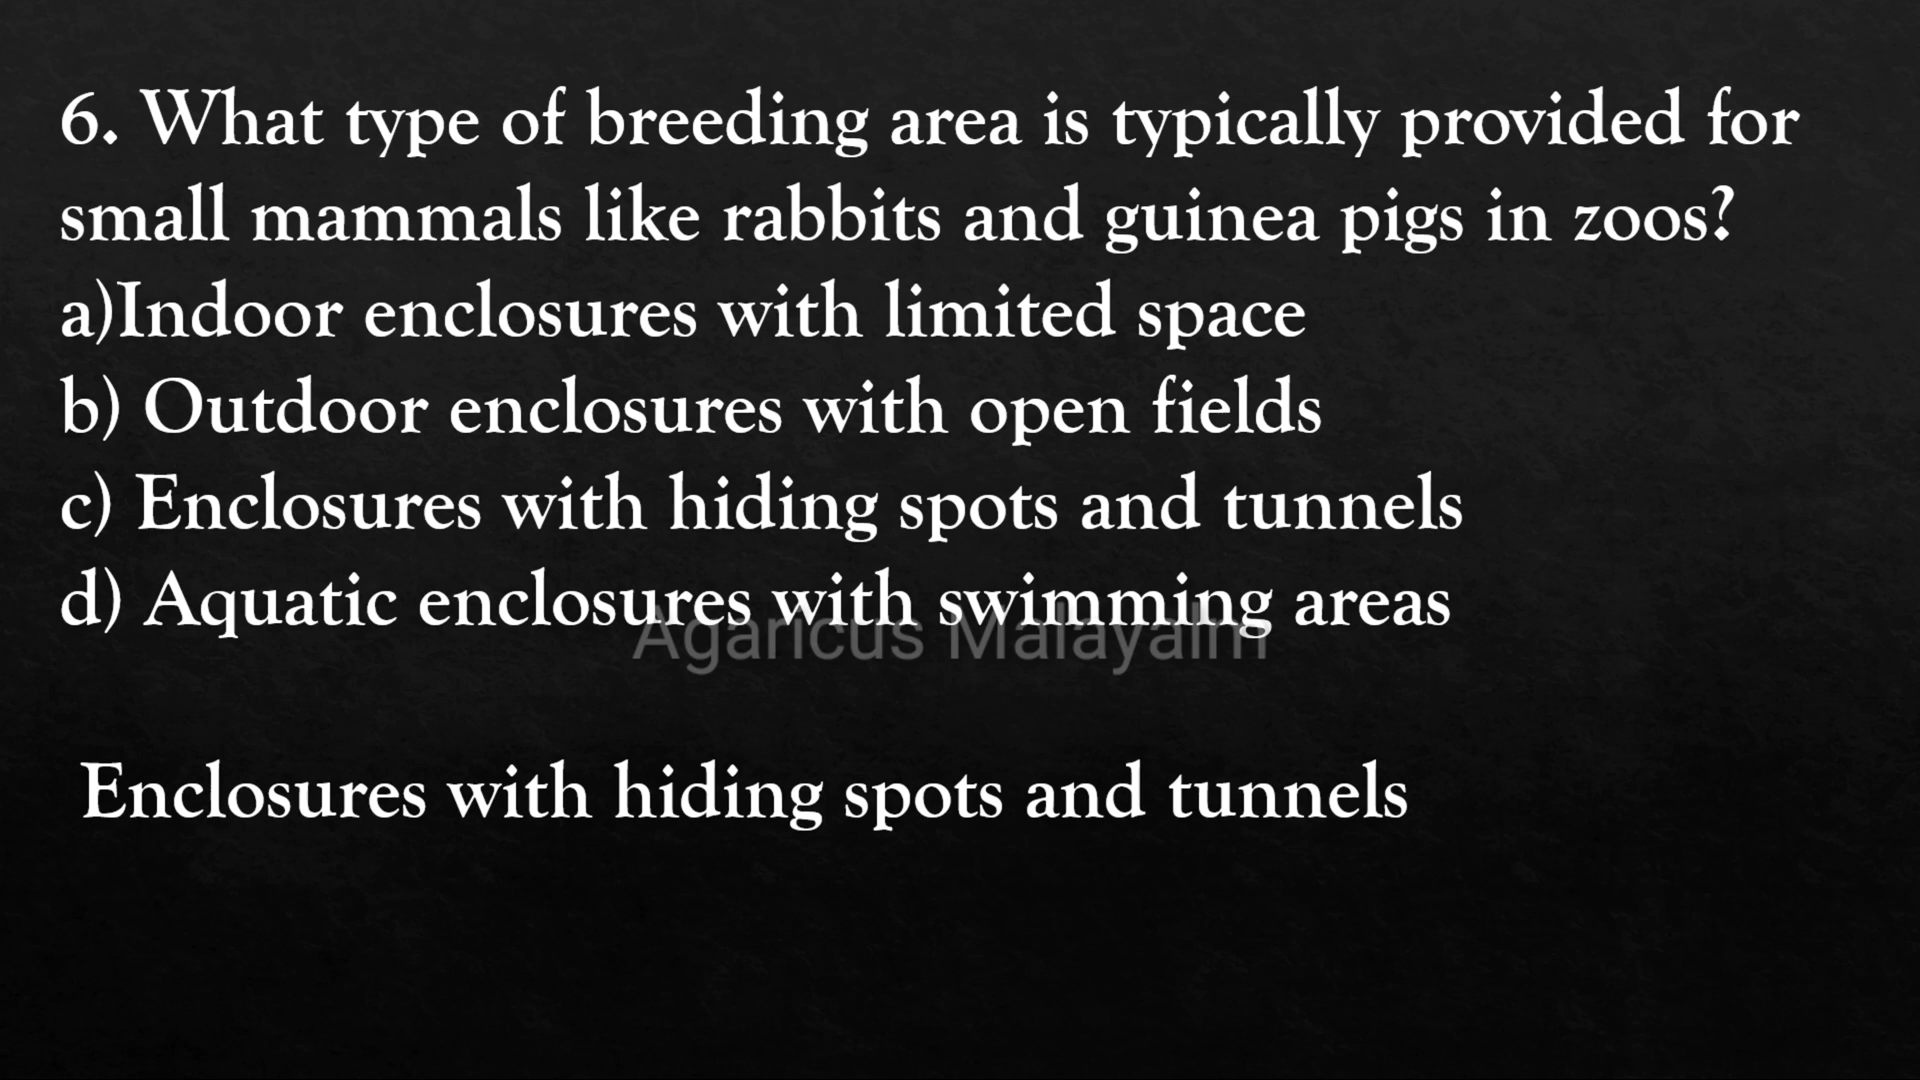 6. What type of breeding area is typically provided for
small mammals like rabbits and guinea pigs in zoos?
a)Indoor enclosures with limited space
b) Outdoor enclosures with open fields
c) Enclosures with hiding spots and tunnels
d) Aquatic enclosures with swimming areas
Agaricus Malayalm
Enclosures with hiding spots and tunnels